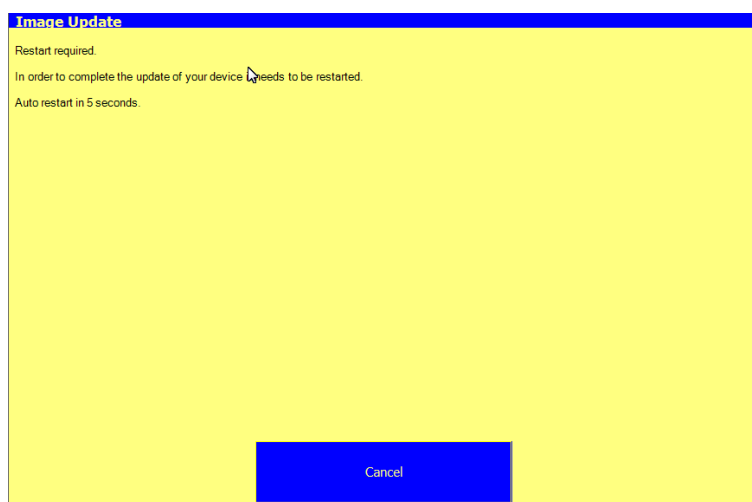 Image Update
Restart required.
In order to complete the update of your device needs to be restarted.
Auto restart in 5 seconds.
Cancel